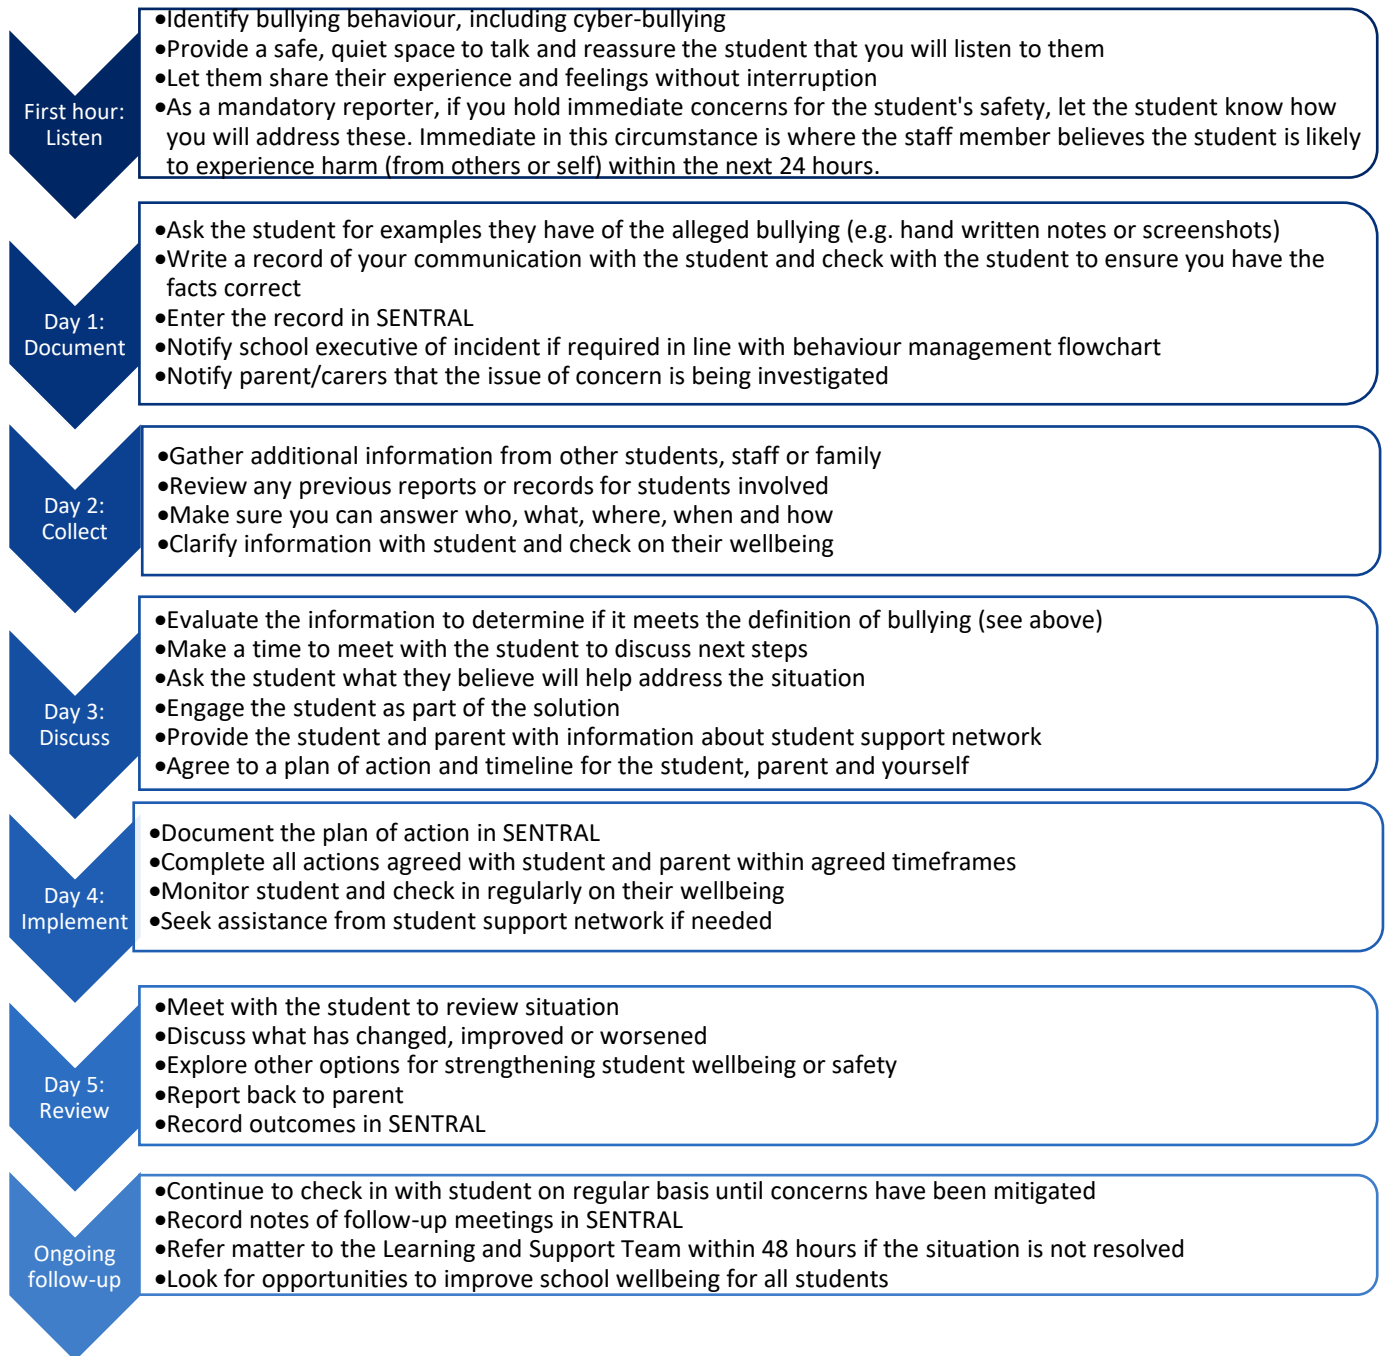 First hour:
Listen
•Identify bullying behaviour, including cyber-bullying
•Provide a safe, quiet space to talk and reassure the student that you will listen to them
•Let them share their experience and feelings without interruption
•As a mandatory reporter, if you hold immediate concerns for the student's safety, let the student know how
you will address these. Immediate in this circumstance is where the staff member believes the student is likely
to experience harm (from others or self) within the next 24 hours.
Day 1:
Document
•Ask the student for examples they have of the alleged bullying (e.g. hand written notes or screenshots)
•Write a record of your communication with the student and check with the student to ensure you have the
facts correct
•Enter the record in SENTRAL
•Notify school executive of incident if required in line with behaviour management flowchart
•Notify parent/carers that the issue of concern is being investigated
Day 2:
Collect
•Gather additional information from other students, staff or family
•Review any previous reports or records for students involved
•Make sure you can answer who, what, where, when and how
•Clarify information with student and check on their wellbeing
Day 3:
Discuss
•Evaluate the information to determine if it meets the definition of bullying (see above)
•Make a time to meet with the student to discuss next steps
•Ask the student what they believe will help address the situation
•Engage the student as part of the solution
•Provide the student and parent with information about student support network
•Agree to a plan of action and timeline for the student, parent and yourself
Day 4:
Implement
•Document the plan of action in SENTRAL
•Complete all actions agreed with student and parent within agreed timeframes
•Monitor student and check in regularly on their wellbeing
•Seek assistance from student support network if needed
Day 5:
Review
•Meet with the student to review situation
•Discuss what has changed, improved or worsened
•Explore other options for strengthening student wellbeing or safety
•Report back to parent
•Record outcomes in SENTRAL
Ongoing
follow-up
•Continue to check in with student on regular basis until concerns have been mitigated
•Record notes of follow-up meetings in SENTRAL
•Refer matter to the Learning and Support Team within 48 hours if the situation is not resolved
•Look for opportunities to improve school wellbeing for all students